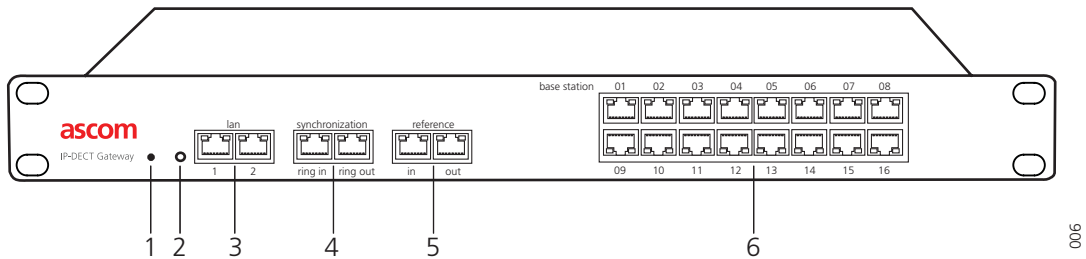 base station 01 02 03 04 05 06 07 08
ascom
lan synchronization reference
IP-DECT Gateway
1 2 ring in ring out in out 09 10 11 12 13 14 15 16
1 2 3 4 5 6
006